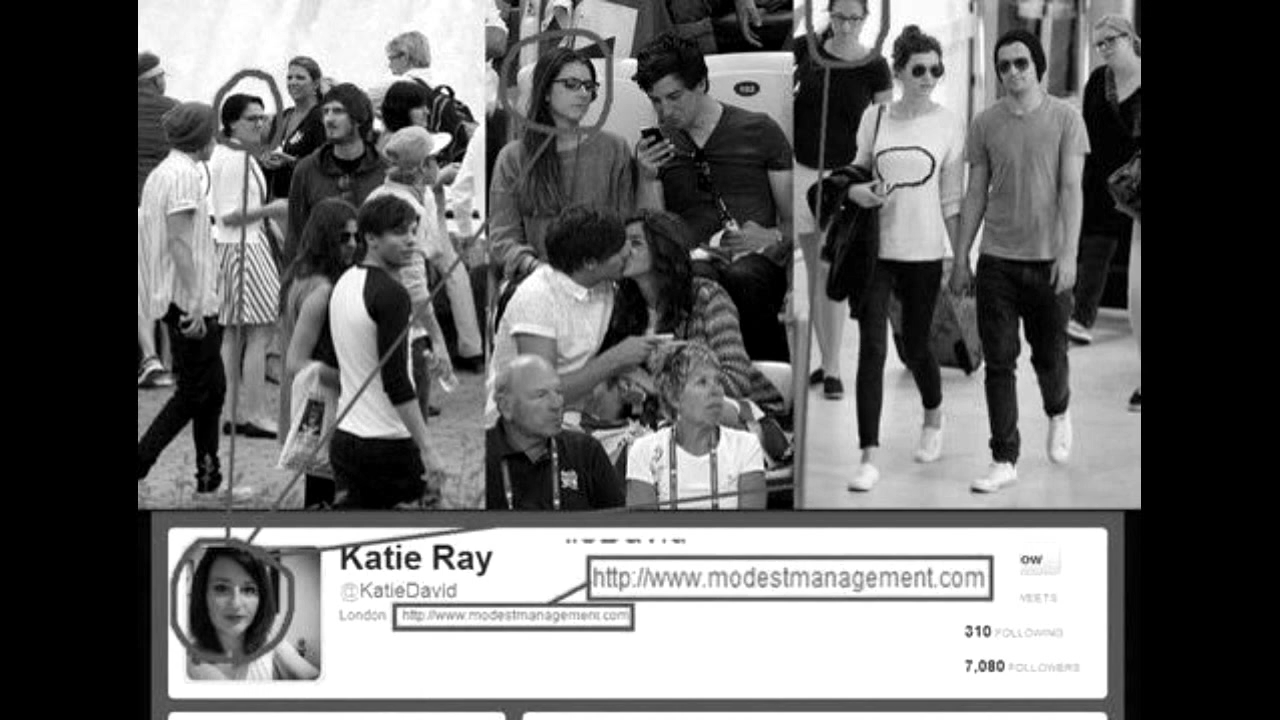 Katie Ray
@KatieDavid
London
http://www.modestmanagement.com
http://www.modestmanagement.com
310 FOLLOWING
7,080 FOLLOWERS